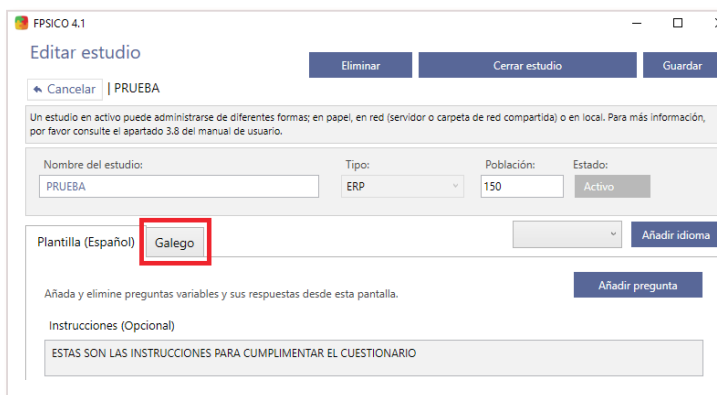 FPSICO 4.1
Editar estudio
Eliminar
Cerrar estudio
Guardar
Cancelar | PRUEBA
Un estudio en activo puede administrarse de diferentes formas; en papel, en red (servidor o carpeta de red compartida) o en local. Para más información,
por favor consulte el apartado 3.8 del manual de usuario.
Nombre del estudio:
Tipo:
Población:
Estado:
PRUEBA
ERP
150
Activo
Plantilla (Español)
Galego
Añadir idioma
Añada y elimine preguntas variables y sus respuestas desde esta pantalla.
Añadir pregunta
Instrucciones (Opcional)
ESTAS SON LAS INSTRUCCIONES PARA CUMPLIMENTAR EL CUESTIONARIO